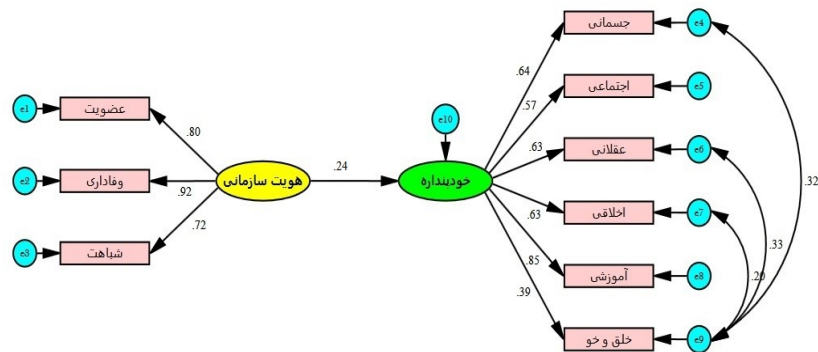 جسمانی
e4
.64
اجتماعی
e5
.57
e1
عضویت
e10
.80
.63
عقلانی
e6
.32
e2
وفاداری
.92
هویت سازمانی
.24
خودپنداره
.63
اخلاقی
e7
.72
.33
e3
شباهت
.85
آموزشی
e8
.20
.39
خلق و خو
e9